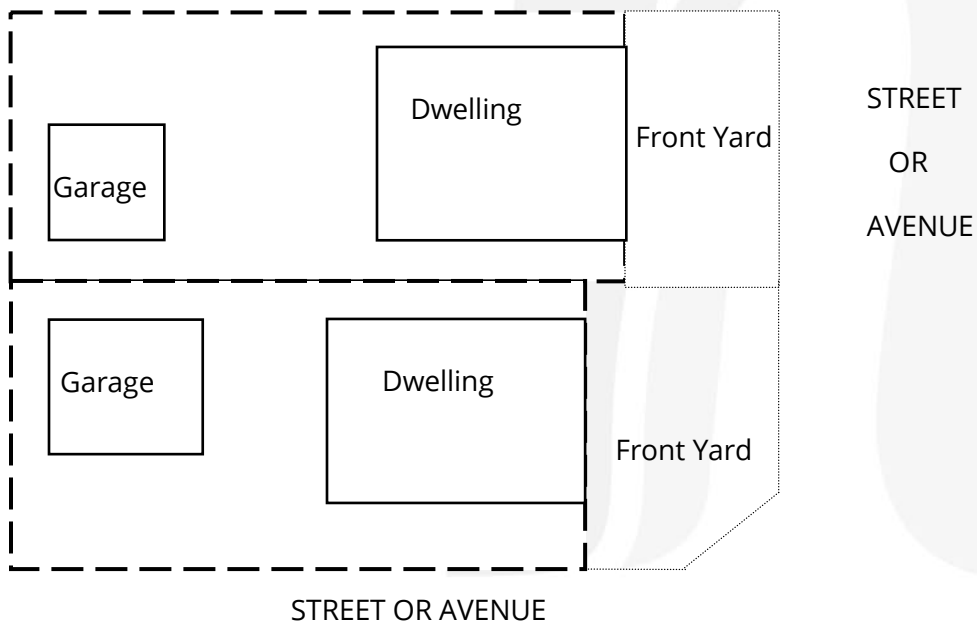 Dwelling
Front Yard
Garage
STREET
OR
AVENUE
Garage
Dwelling
Front Yard
STREET OR AVENUE